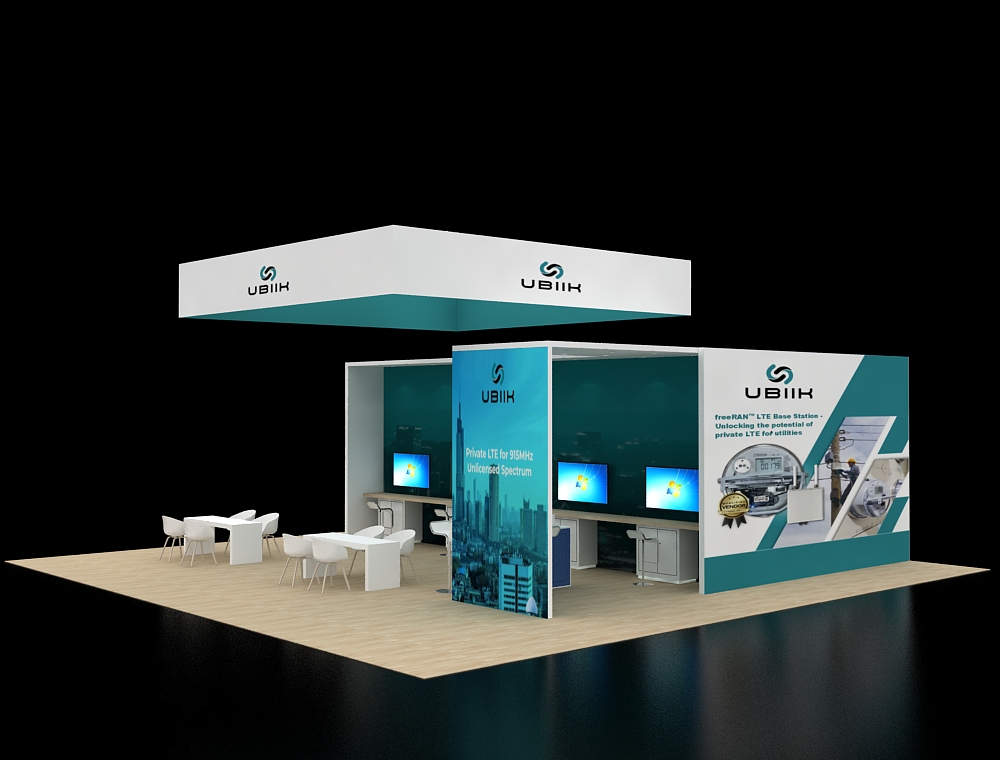 UBIIK
UBIIK
UBIIK
Private LTE for 915MHz
Unlicensed Spectrum
UBIIK
freeRAN™ LTE Base Station -
Unlocking the potential of
private LTE for utilities
VENDOR